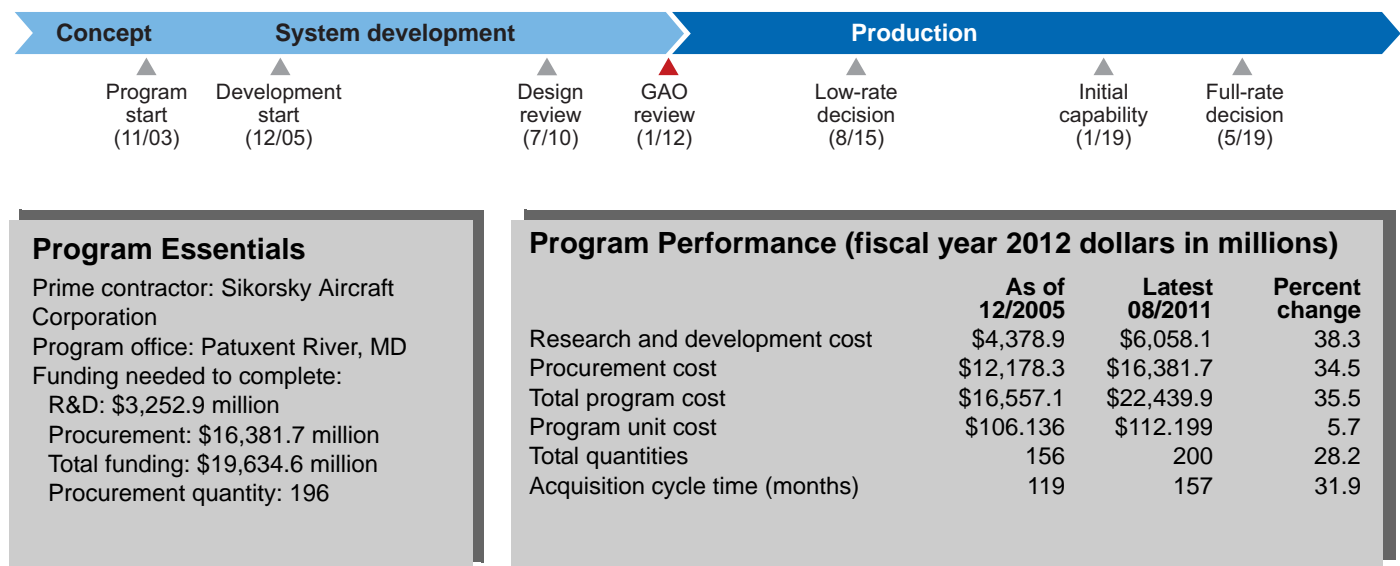 Concept
System development
Production
Program
start
(11/03)
Development
start
(12/05)
Design
review
(7/10)
GAO
review
(1/12)
Low-rate
decision
(8/15)
Initial
capability
(1/19)
Full-rate
decision
(5/19)
Program Essentials
Prime contractor: Sikorsky Aircraft
Corporation
Program office: Patuxent River, MD
Funding needed to complete:
R&D: $3,252.9 million
Procurement: $16,381.7 million
Total funding: $19,634.6 million
Procurement quantity: 196
Program Performance (fiscal year 2012 dollars in millions)
As of Latest Percent
12/2005 08/2011 change
Research and development cost $4,378.9 $6,058.1 38.3
Procurement cost $12,178.3 $16,381.7 34.5
Total program cost $16,557.1 $22,439.9 35.5
Program unit cost $106.136 $112.199 5.7
Total quantities 156 200 28.2
Acquisition cycle time (months) 119 157 31.9